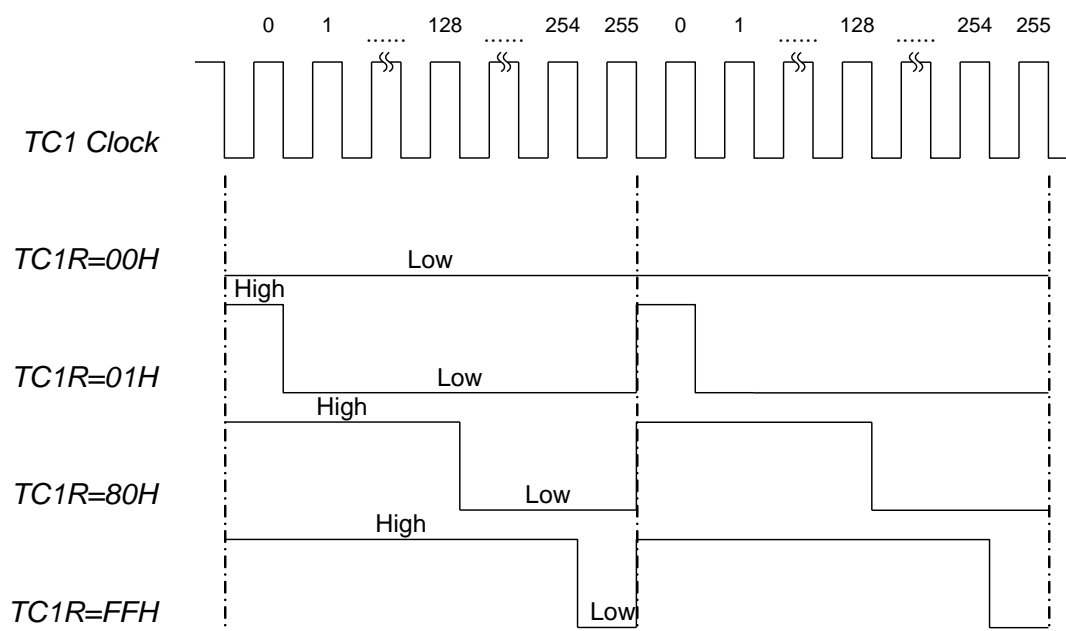 0 1 ...... 128 ...... 254 255 0 1 ...... 128 ...... 254 255
TC1 Clock
TC1R=00H
Low
High
TC1R=01H
Low
High
TC1R=80H
Low
High
TC1R=FFH
Low